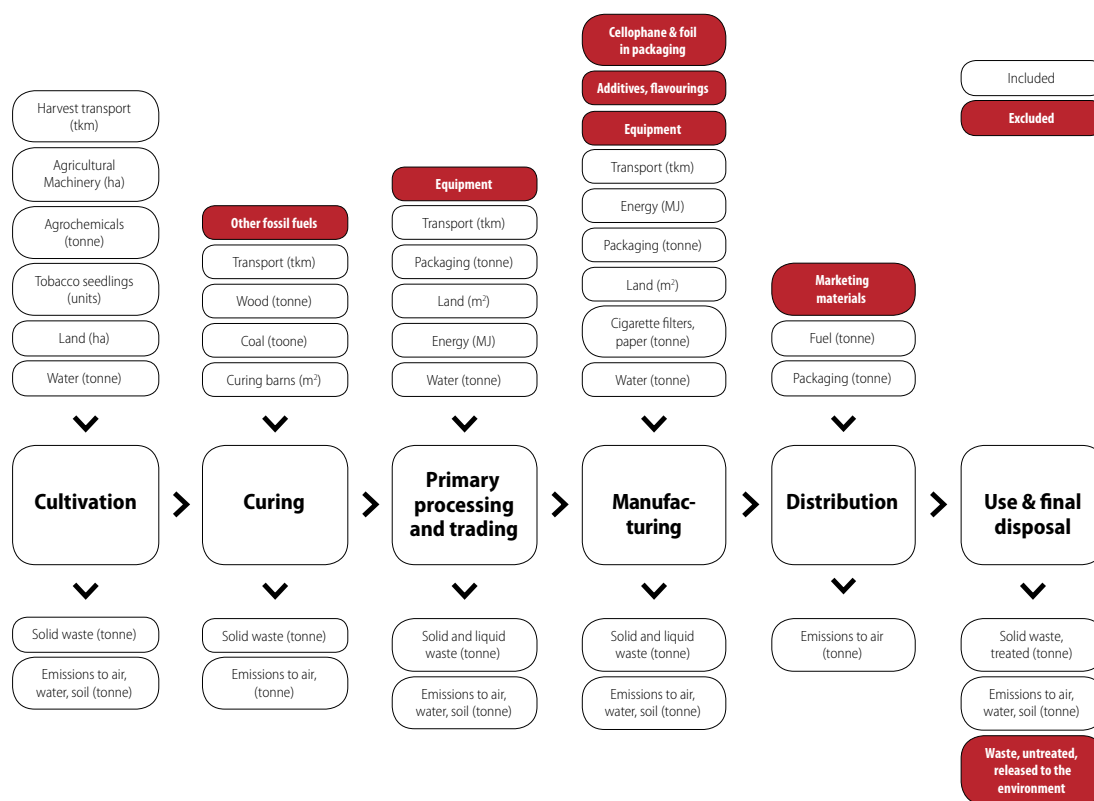 Cellophane & foil
in packaging
Additives, flavourings
Equipment
Transport (tkm)
Energy (MJ)
Packaging (tonne)
Land (m²)
Cigarette filters,
paper (tonne)
Water (tonne)
Included
Excluded
Harvest transport
(tkm)
Agricultural
Machinery (ha)
Agrochemicals
(tonne)
Tobacco seedlings
(units)
Land (ha)
Water (tonne)
Other fossil fuels
Transport (tkm)
Wood (tonne)
Coal (toone)
Curing barns (m²)
Equipment
Transport (tkm)
Packaging (tonne)
Land (m²)
Energy (MJ)
Water (tonne)
Marketing
materials
Fuel (tonne)
Packaging (tonne)
Cultivation
Curing
Primary
processing
and trading
Manufac-
turing
Distribution
Use & final
disposal
Solid waste (tonne)
Emissions to air,
water, soil (tonne)
Solid waste (tonne)
Emissions to air,
(tonne)
Solid and liquid
waste (tonne)
Emissions to air,
water, soil (tonne)
Solid and liquid
waste (tonne)
Emissions to air,
water, soil (tonne)
Emissions to air
(tonne)
Solid waste,
treated (tonne)
Emissions to air,
water, soil (tonne)
Waste, untreated,
released to the
environment